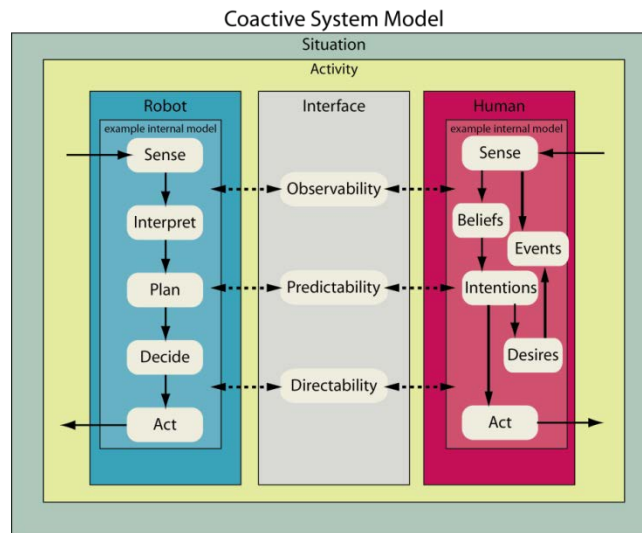 Coactive System Model
Situation
Activity
Robot
example internal model
Sense
Interpret
Plan
Decide
Act
Interface
Observability
Predictability
Directability
Human
example internal model
Sense
Beliefs
Events
Intentions
Desires
Act